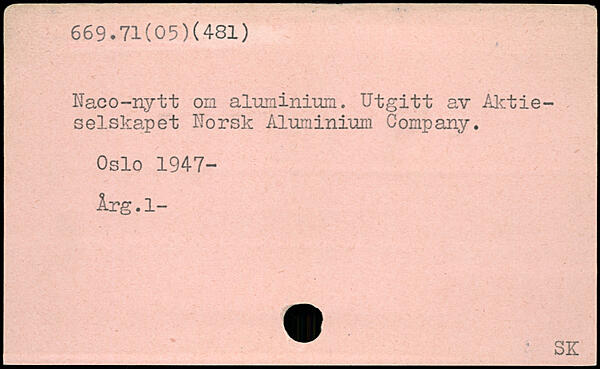 669.71(05)(481)
Naco-nytt om aluminium. Utgitt av Aktie-
selskapet Norsk Aluminium Company.
Oslo 1947-
Årg.1-
SK